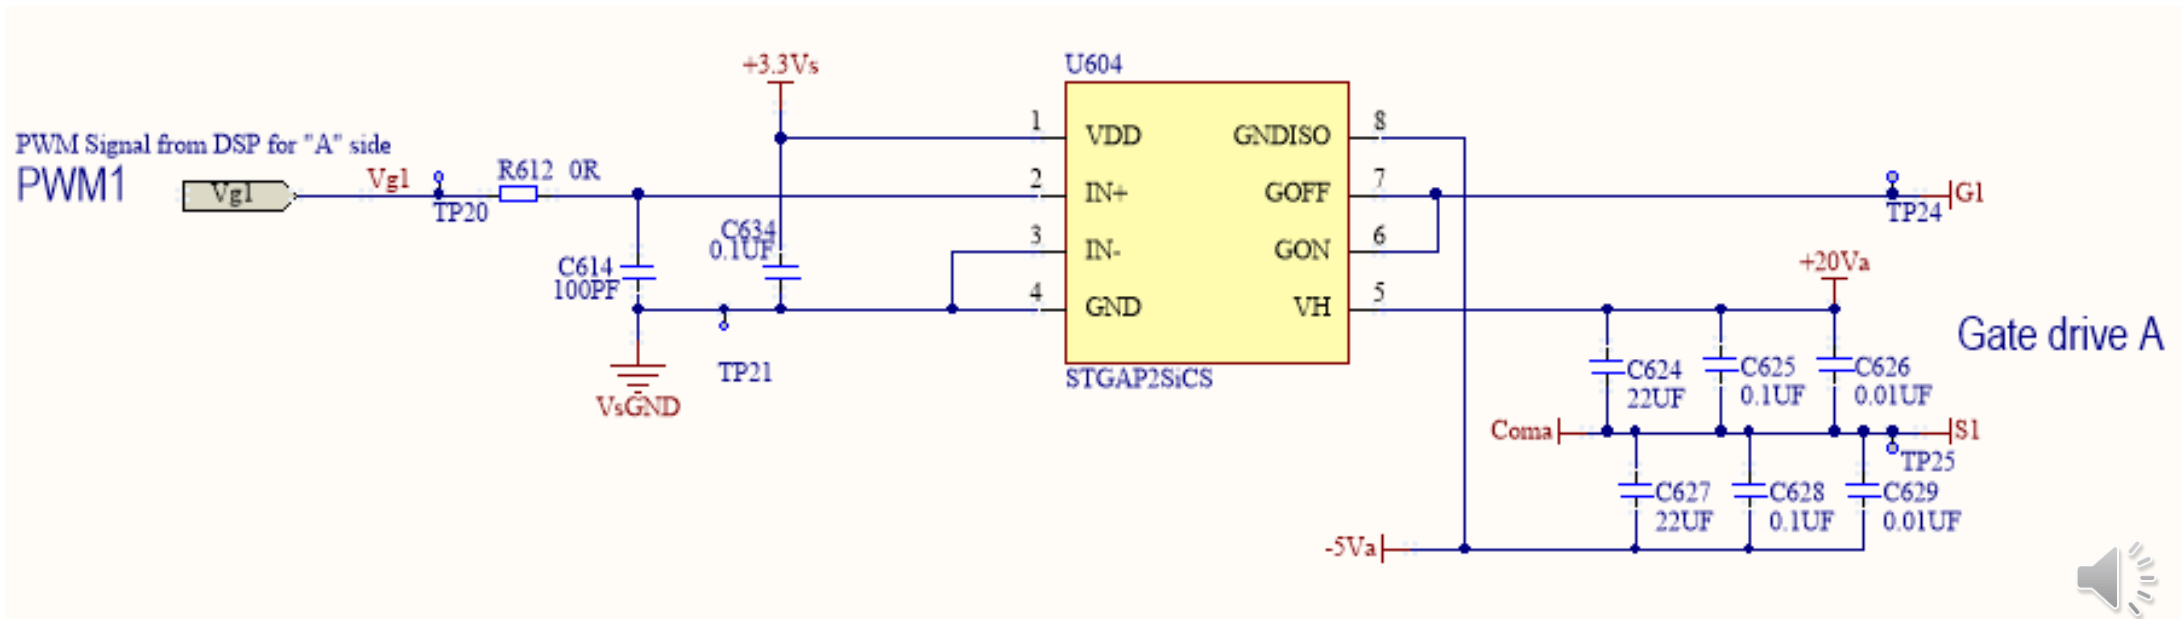 +3.3Vs
U604
PWM Signal from DSP for "A" side
PWM1
Vg1
Vg1
TP20
R612 0R
C614
100PF
C634
0.1UF
TP21
VsGND
1 VDD
2 IN+
3 IN-
4 GND
GNDISO 8
GOFF 7
GON 6
VH 5
STGAP2SiCS
TP24
G1
+20Va
Gate drive A
C624
22UF
C625
0.1UF
C626
0.01UF
Coma
S1
TP25
C627
22UF
C628
0.1UF
C629
0.01UF
-5Va